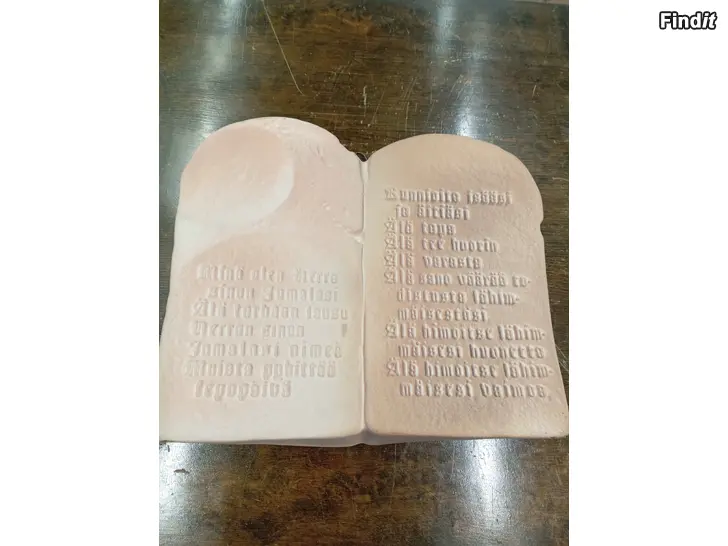 Findit
Minä olen Herra
sinun Jumalasi
Älä turhaan lausu
Herran sinun
Jumalasi nimeä
Muista pyhittää
lepopäivä
Kunnioita isääsi
ja äitiäsi
Älä tapa
Älä tee huorin
Älä varasta
Älä sano väärää to-
distusta lähim-
mäisestäsi
Älä himoitse lähim-
mäisesi huonetta
Älä himoitse lähim-
mäisesi vaimoa,